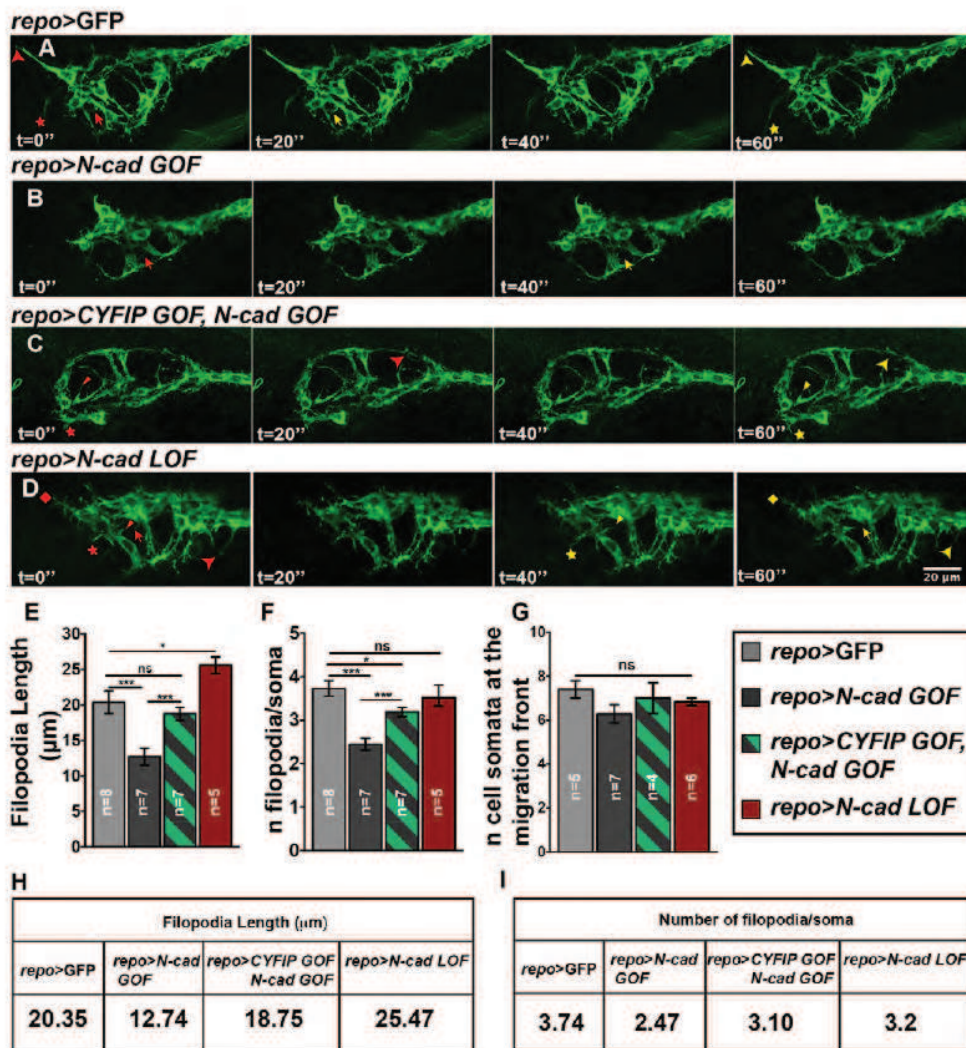 repo>GFP
A
t=0’’
t=20’’
t=40’’
t=60’’
repo>N-cad GOF
B
t=0’’
t=20’’
t=40’’
t=60’’
repo>CYFIP GOF, N-cad GOF
C
t=0’’
t=20’’
t=40’’
t=60’’
repo>N-cad LOF
D
t=0’’
t=20’’
t=40’’
t=60’’
20 µm
E
Filopodia Length
(µm)
30
25
20
15
10
5
0
*
ns
***
***
n=8
n=7
n=7
n=5
F
n filopodia/soma
5
4
3
2
1
0
ns
*
***
***
n=8
n=7
n=7
n=5
G
n cell somata at the
migration front
8
6
4
2
0
ns
n=7
n=4
n=6
repo>GFP
repo>N-cad GOF
repo>CYFIP GOF,
N-cad GOF
repo>N-cad LOF
H
Filopodia Length (µm)
repo>GFP
repo>N-cad
GOF
repo>CYFIP GOF
N-cad GOF
repo>N-cad LOF
20.35
12.74
18.75
25.47
I
Number of filopodia/soma
repo>GFP
repo>N-cad
GOF
repo>CYFIP GOF
N-cad GOF
repo>N-cad LOF
3.74
2.47
3.10
3.2